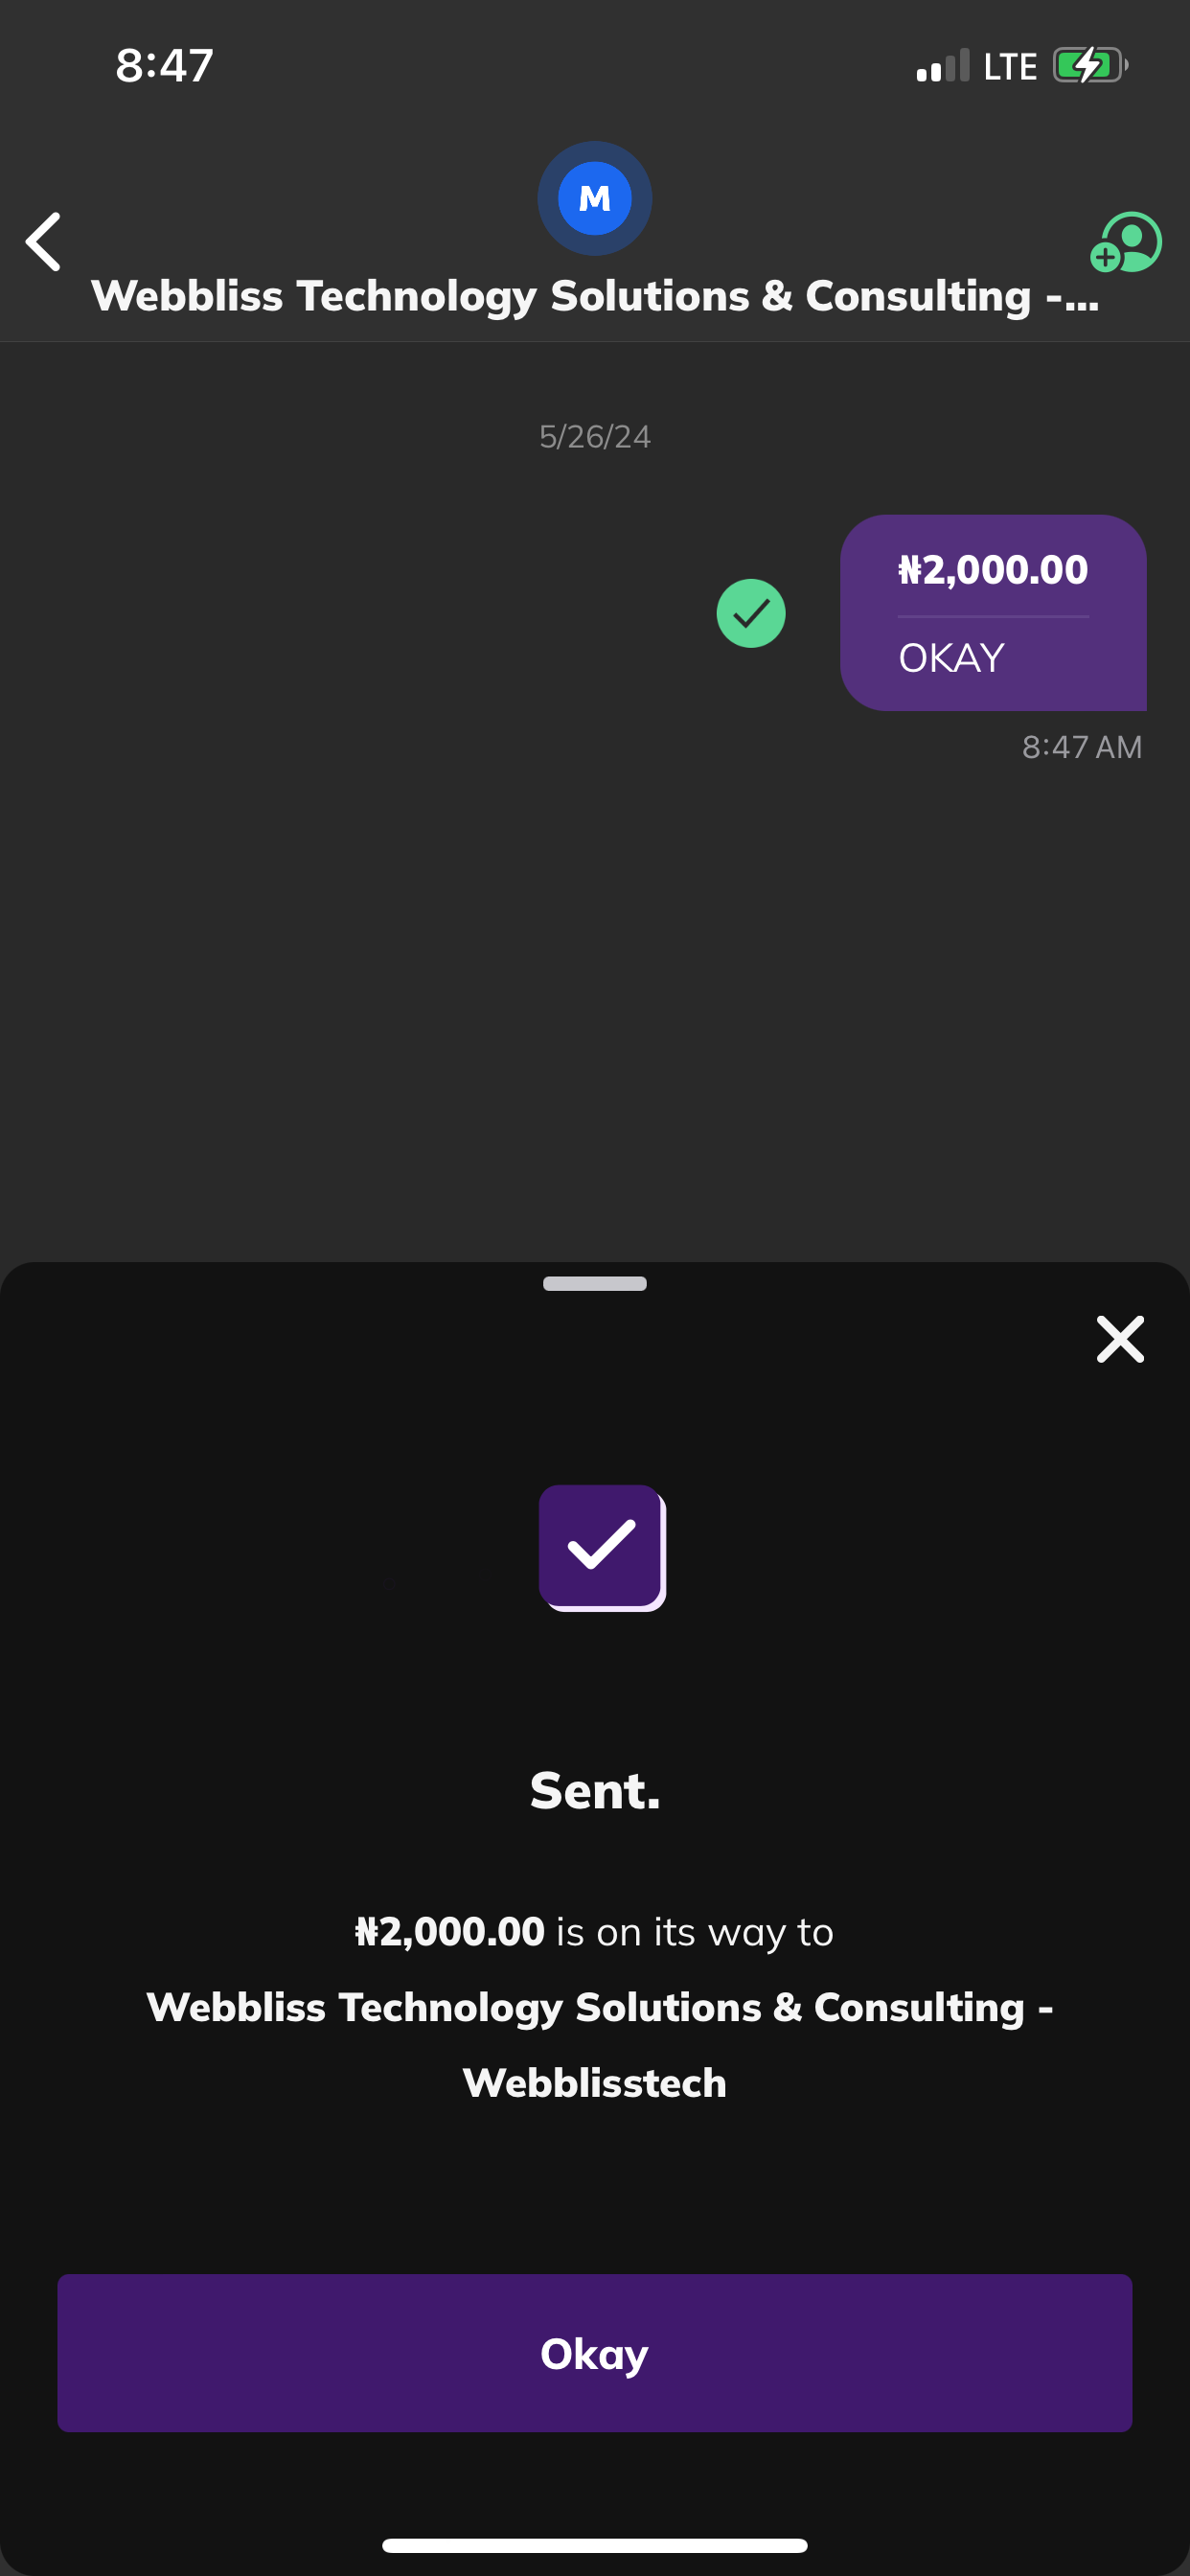 8:47
LTE
M
Webbliss Technology Solutions & Consulting -...
5/26/24
₦2,000.00
OKAY
8:47 AM
Sent.
₦2,000.00 is on its way to
Webbliss Technology Solutions & Consulting -
Webblisstech
Okay